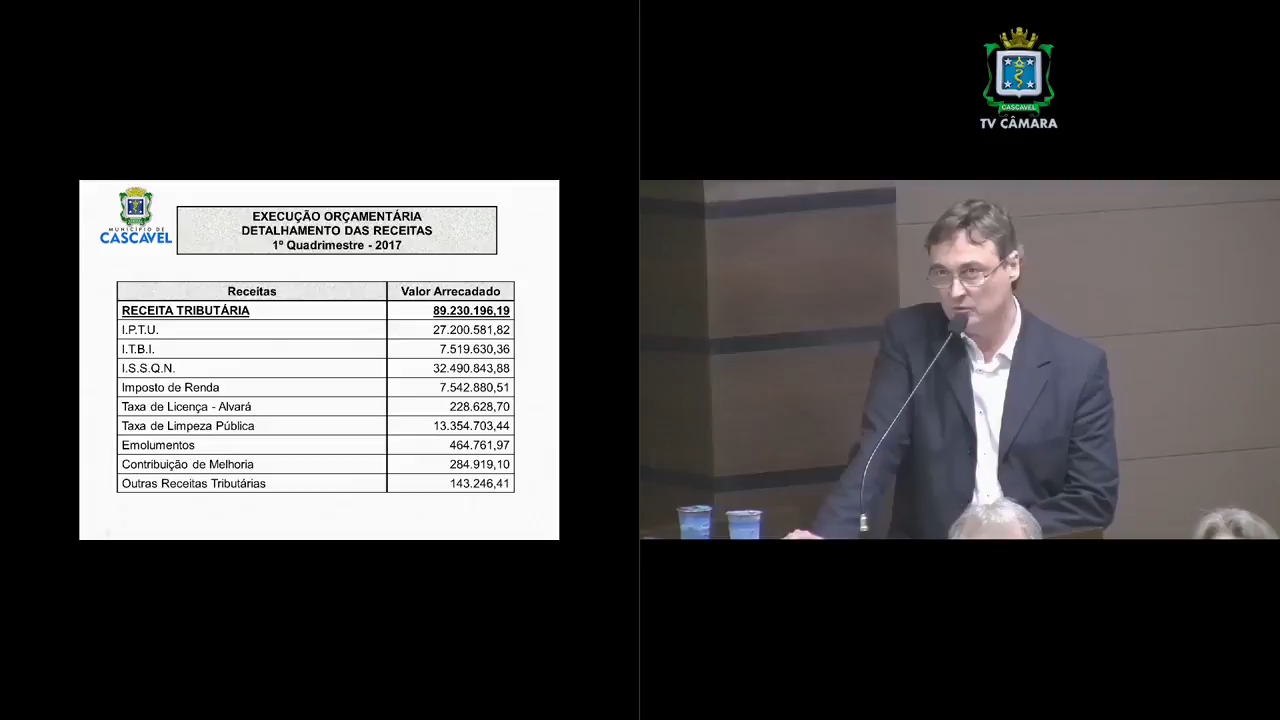 CASCAVEL
TV CÂMARA
MUNICÍPIO DE
CASCAVEL
EXECUÇÃO ORÇAMENTÁRIA
DETALHAMENTO DAS RECEITAS
1º Quadrimestre - 2017
Receitas Valor Arrecadado
RECEITA TRIBUTÁRIA 89.230.196,19
I.P.T.U. 27.200.581,82
I.T.B.I. 7.519.630,36
I.S.S.Q.N. 32.490.843,88
Imposto de Renda 7.542.880,51
Taxa de Licença - Alvará 228.628,70
Taxa de Limpeza Pública 13.354.703,44
Emolumentos 464.761,97
Contribuição de Melhoria 284.919,10
Outras Receitas Tributárias 143.246,41